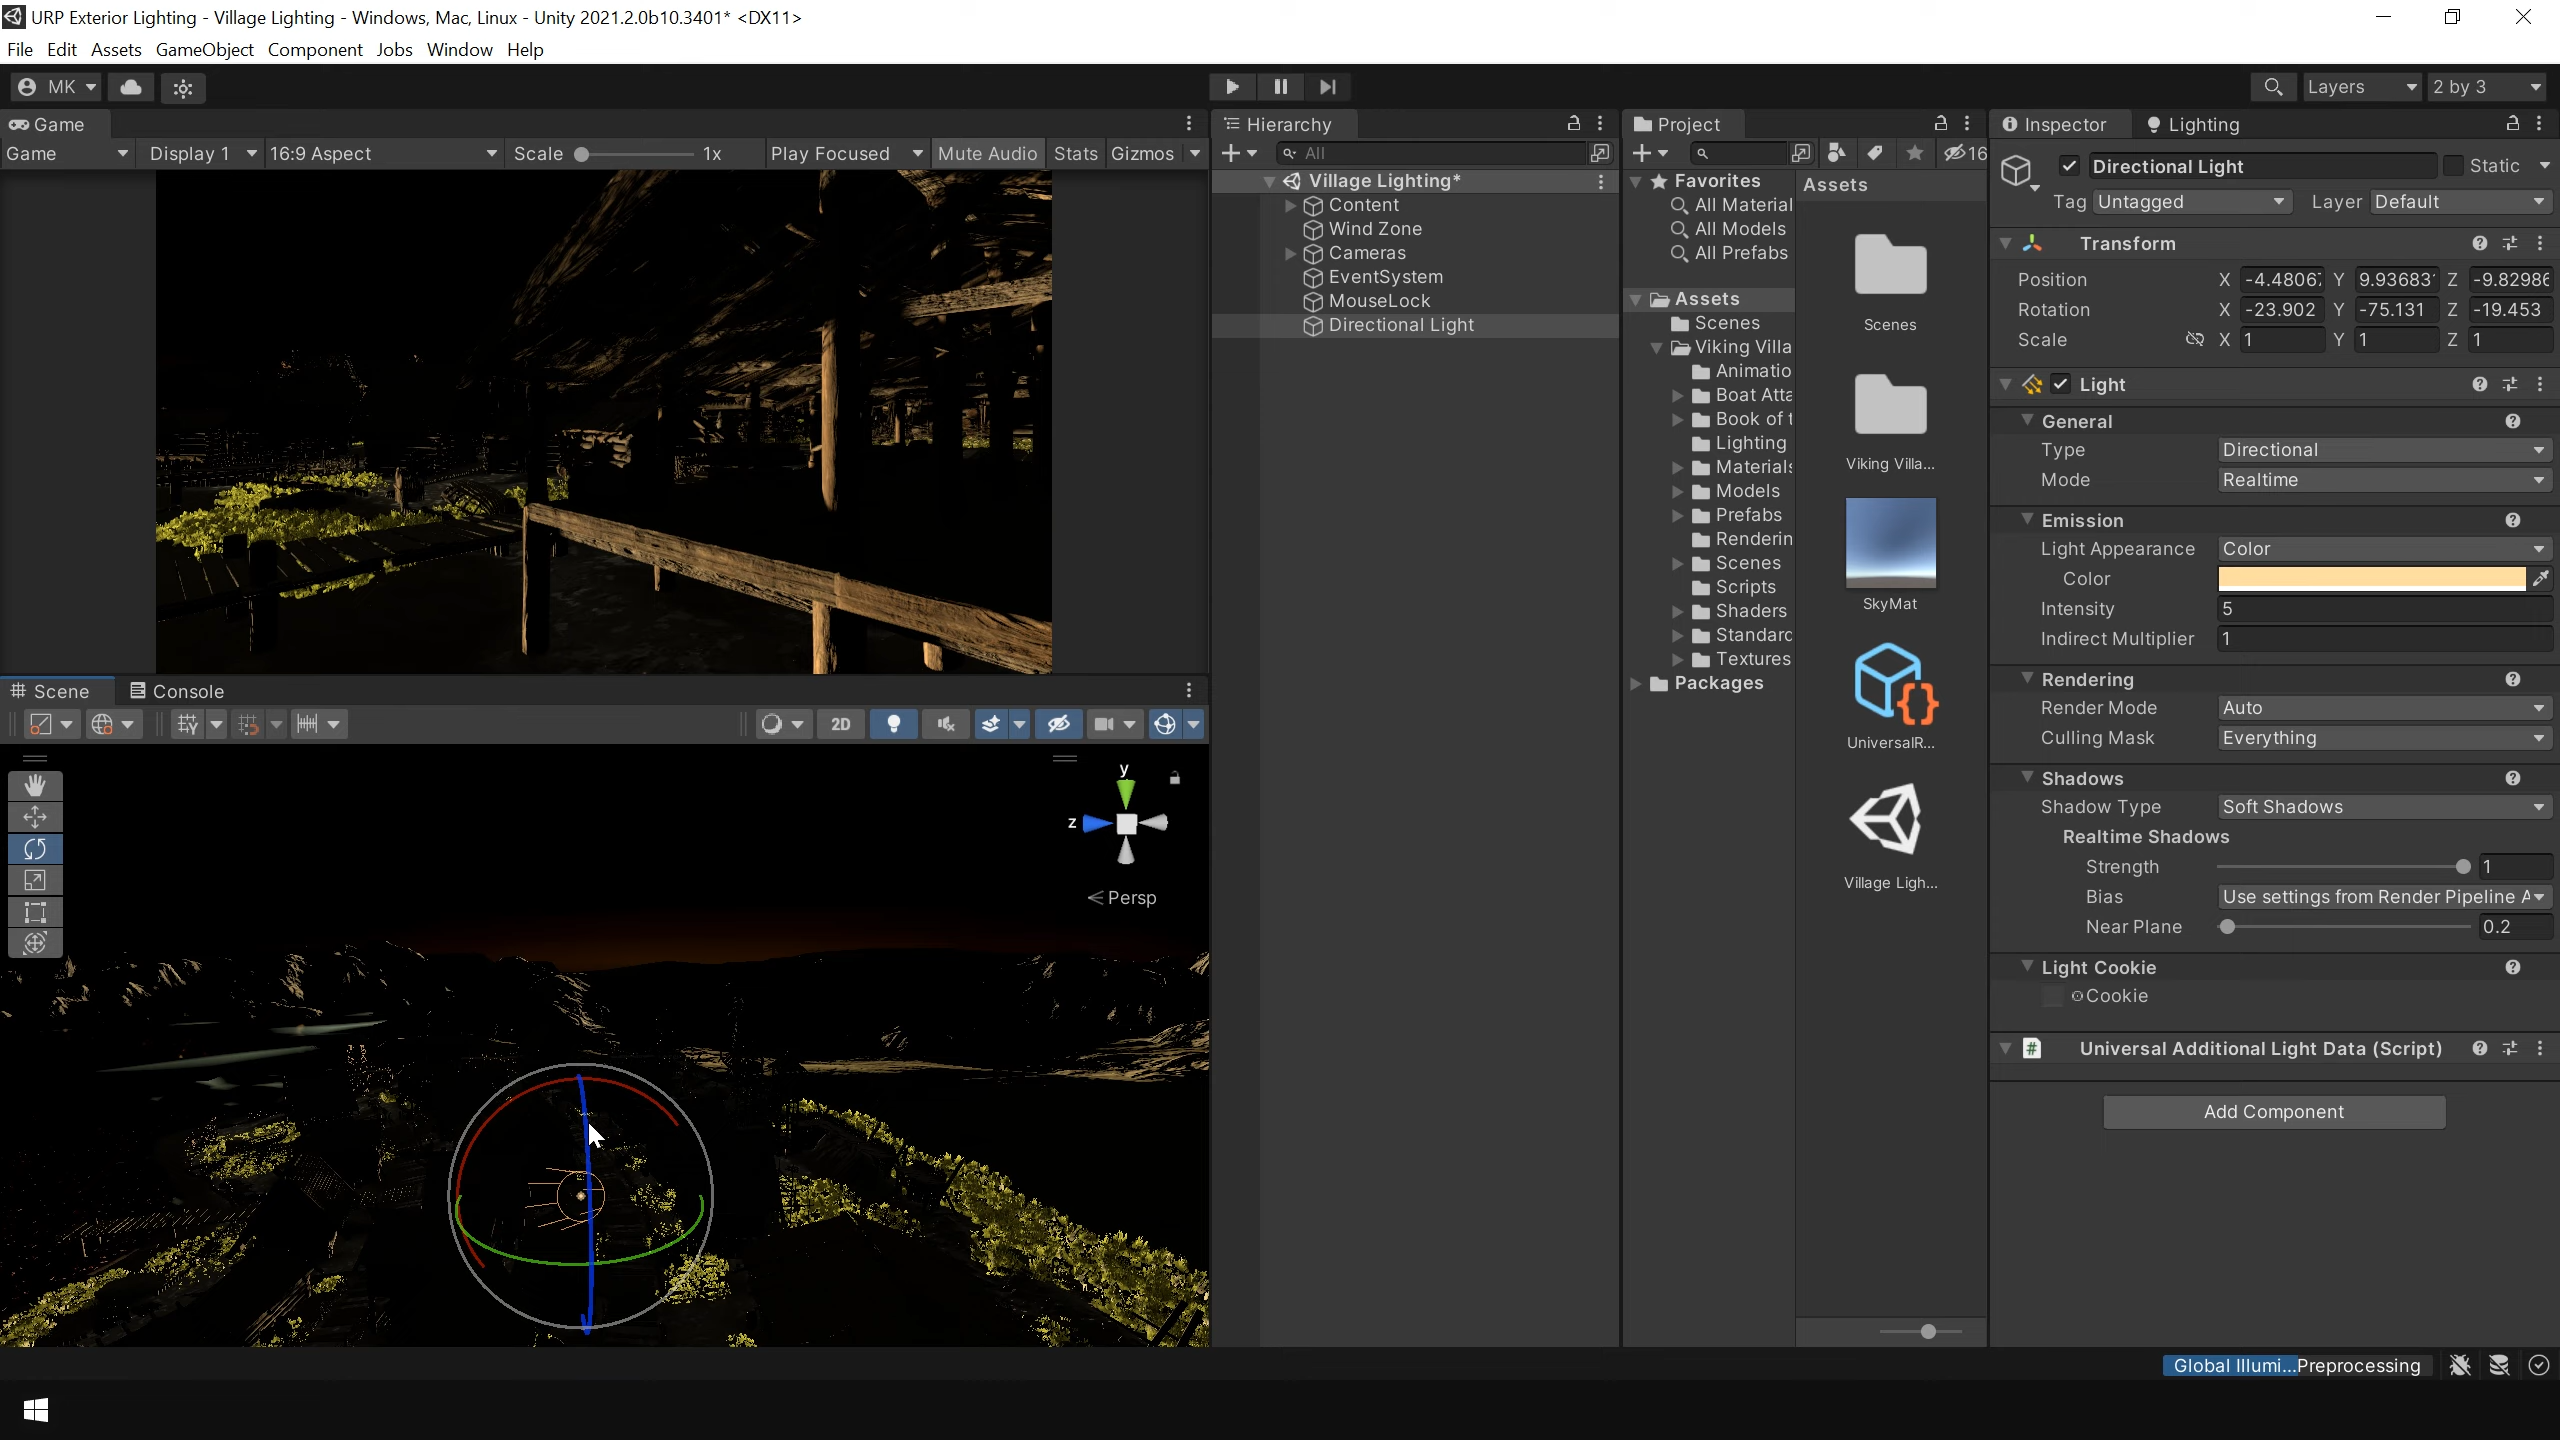 URP Exterior Lighting - Village Lighting - Windows, Mac, Linux - Unity 2021.2.0b10.3401* <DX11>
File Edit Assets GameObject Component Jobs Window Help
MK
Layers
2 by 3
Game
Game
Display 1
16:9 Aspect
Scale
1x
Play Focused
Mute Audio
Stats
Gizmos
Scene
Console
2D
y
z
Persp
Hierarchy
All
Village Lighting*
Content
Wind Zone
Cameras
EventSystem
MouseLock
Directional Light
Project
16
Favorites
All Material
All Models
All Prefabs
Assets
Scenes
Viking Villa
Animatio
Boat Atta
Book of t
Lighting
Materials
Models
Prefabs
Renderin
Scenes
Scripts
Shaders
Standard
Textures
Packages
Assets
Scenes
Viking Villa...
SkyMat
UniversalR...
Village Ligh...
Inspector
Lighting
Directional Light
Static
Tag Untagged
Layer Default
Transform
Position X -4.4806 Y 9.93683 Z -9.8298
Rotation X -23.902 Y -75.131 Z -19.453
Scale X 1 Y 1 Z 1
Light
General
Type Directional
Mode Realtime
Emission
Light Appearance Color
Color
Intensity 5
Indirect Multiplier 1
Rendering
Render Mode Auto
Culling Mask Everything
Shadows
Shadow Type Soft Shadows
Realtime Shadows
Strength 1
Bias Use settings from Render Pipeline A
Near Plane 0.2
Light Cookie
Cookie
# Universal Additional Light Data (Script)
Add Component
Global Illumi...Preprocessing